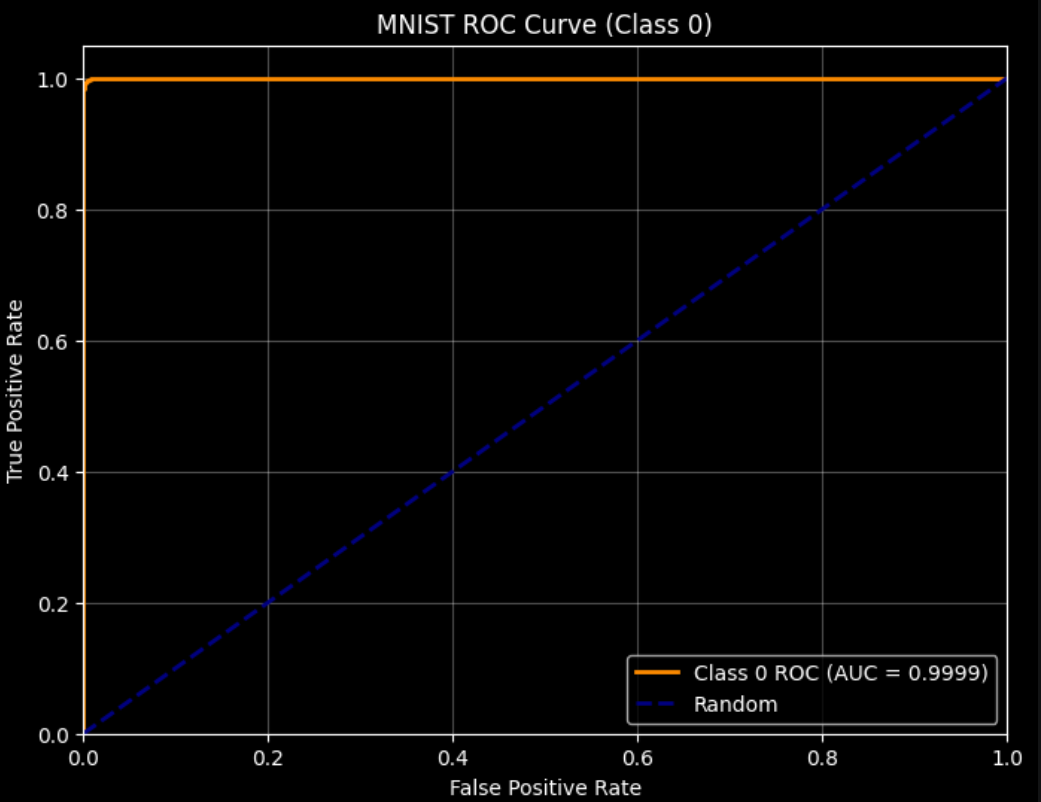 MNIST ROC Curve (Class 0)
True Positive Rate
1.0
0.8
0.6
0.4
0.2
0.0
0.0 0.2 0.4 0.6 0.8 1.0
False Positive Rate
Class 0 ROC (AUC = 0.9999)
Random